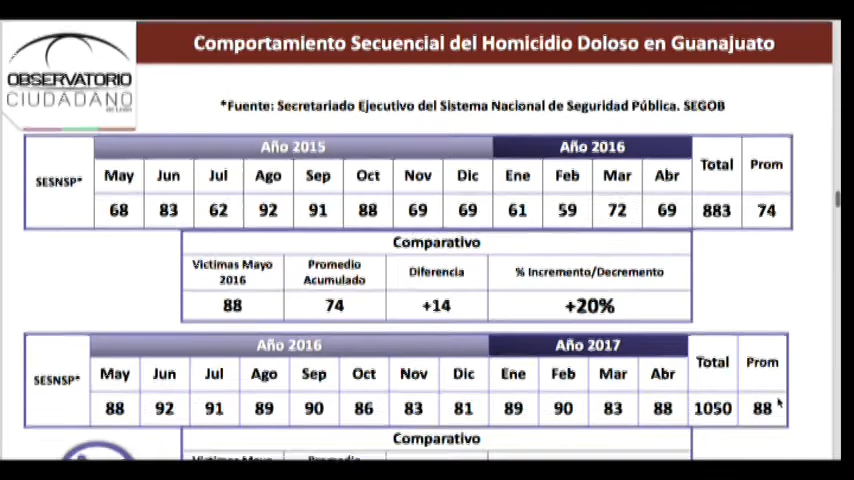 Comportamiento Secuencial del Homicidio Doloso en Guanajuato
OBSERVATORIO
CIUDADANO
*Fuente: Secretariado Ejecutivo del Sistema Nacional de Seguridad Pública. SEGOB
SESNSP* Año 2015 Año 2016 Total Prom
May Jun Jul Ago Sep Oct Nov Dic Ene Feb Mar Abr
68 83 62 92 91 88 69 69 61 59 72 69 883 74
Comparativo
Victimas Mayo 2016 Promedio Acumulado Diferencia % Incremento/Decremento
88 74 +14 +20%
SESNSP* Año 2016 Año 2017 Total Prom
May Jun Jul Ago Sep Oct Nov Dic Ene Feb Mar Abr
88 92 91 89 90 86 83 81 89 90 83 88 1050 88
Comparativo